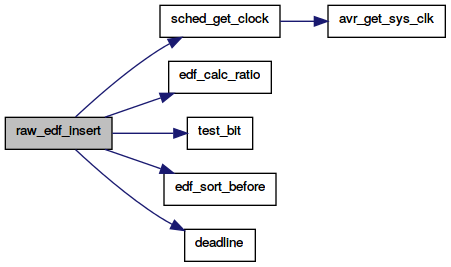 sched_get_clock
avr_get_sys_clk
edf_calc_ratio
raw_edf_insert
test_bit
edf_sort_before
deadline